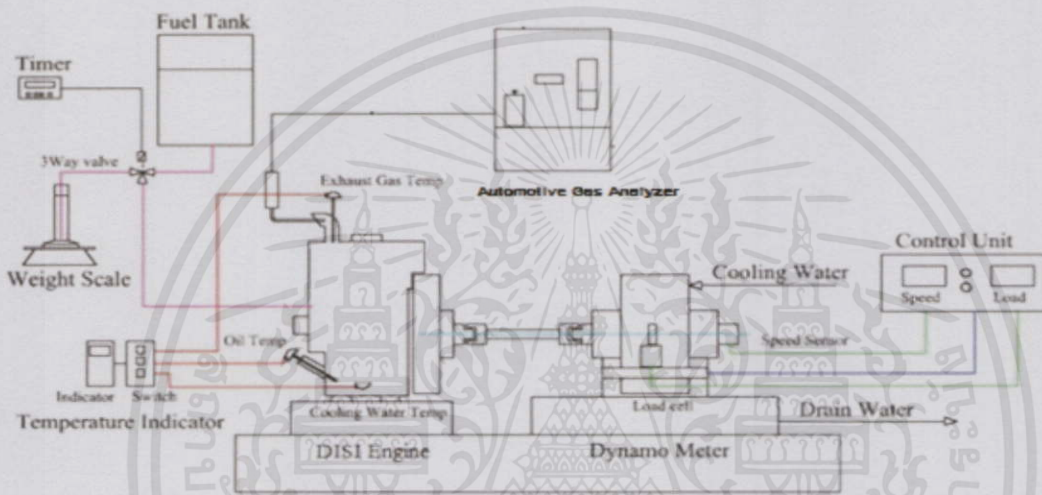 Fuel Tank
Timer
3Way valve
Exhaust Gas Temp
Automotive Gas Analyzer
Weight Scale
Control Unit
Cooling Water
Speed
Load
Oil Temp
Speed Sensor
Indicator
Switch
Cooling Water Temp
Load cell
Drain Water
Temperature Indicator
DISI Engine
Dynamo Meter